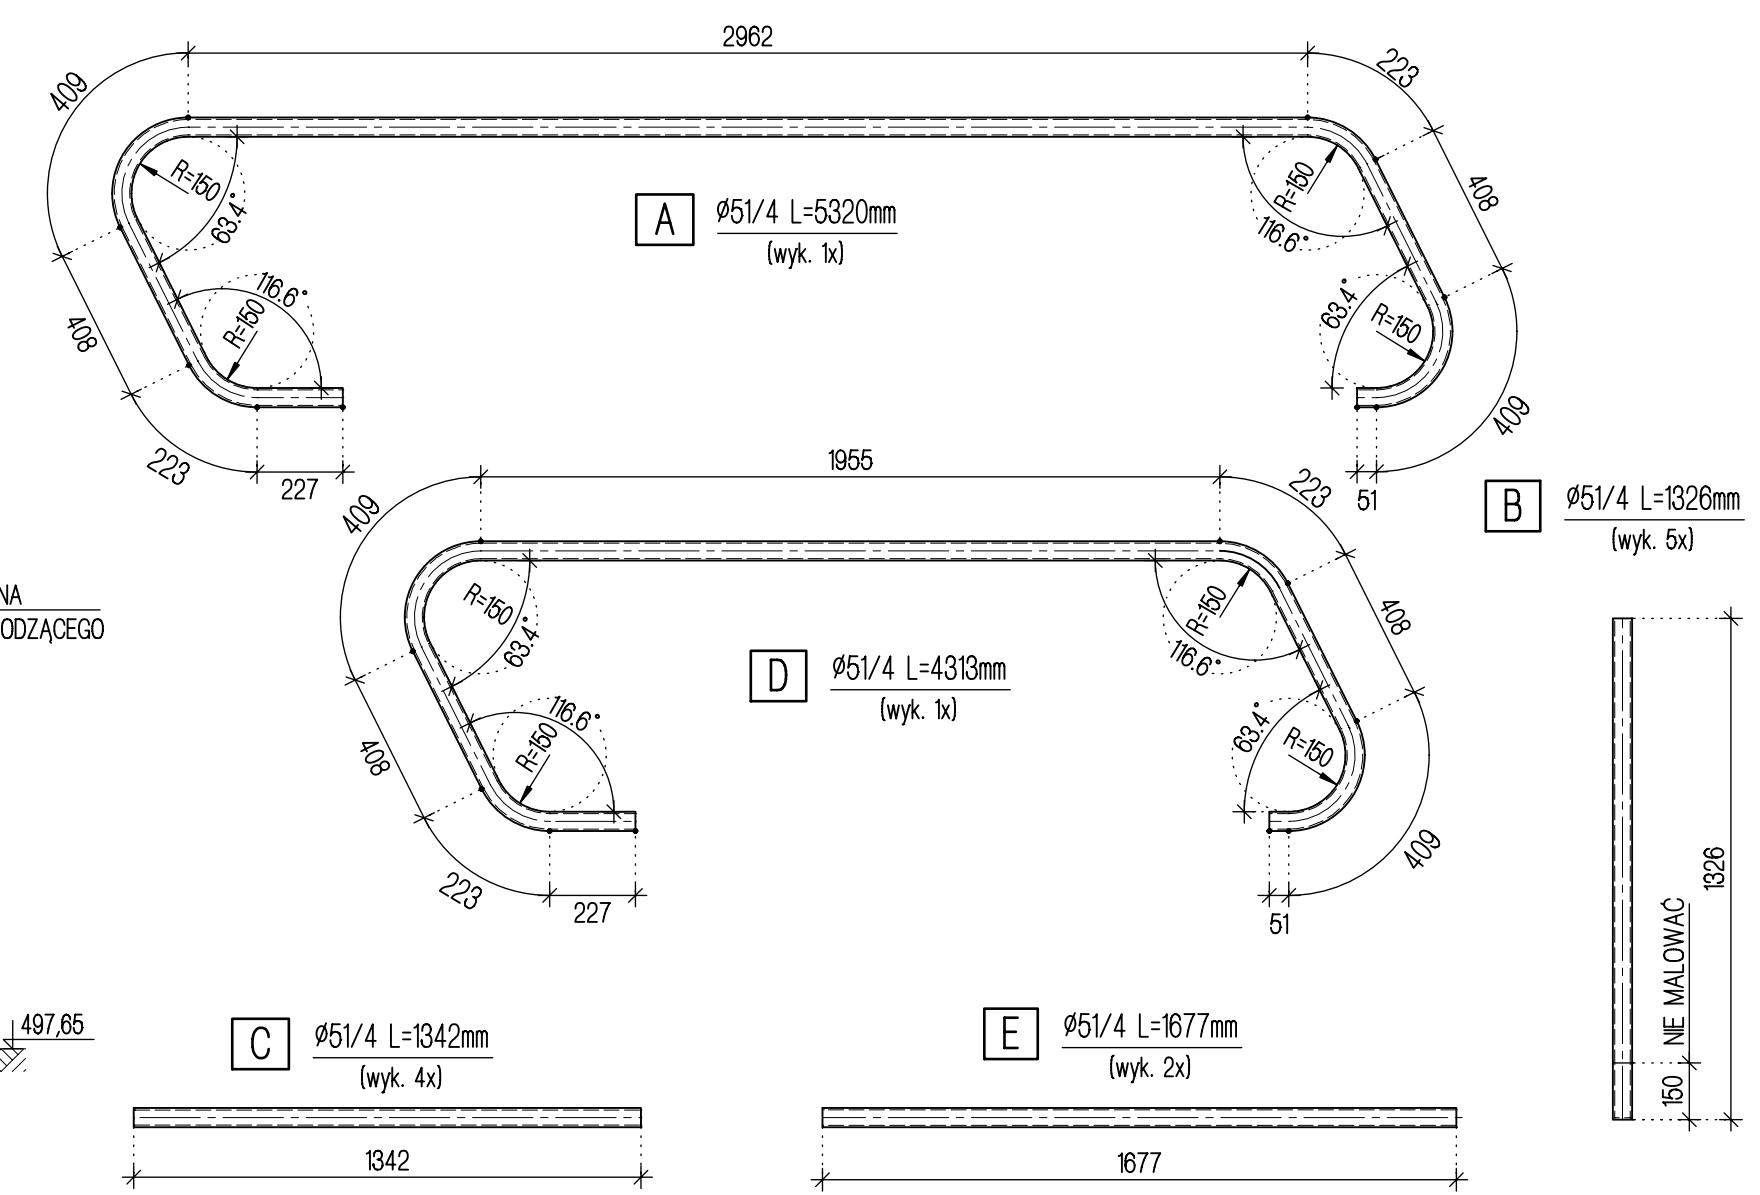 2962
409
223
R=150
63.4°
R=150
116.6°
A
Ø51/4 L=5320mm
(wyk. 1x)
408
408
116.6°
R=150
63.4°
R=150
223
227
409
51
1955
409
223
B
Ø51/4 L=1326mm
(wyk. 5x)
R=150
63.4°
R=150
116.6°
NA
ODZĄCEGO
D
Ø51/4 L=4313mm
(wyk. 1x)
408
408
116.6°
R=150
63.4°
R=150
223
227
409
51
1326
NIE MALOWAĆ
150
497,65
C
Ø51/4 L=1342mm
(wyk. 4x)
1342
E
Ø51/4 L=1677mm
(wyk. 2x)
1677